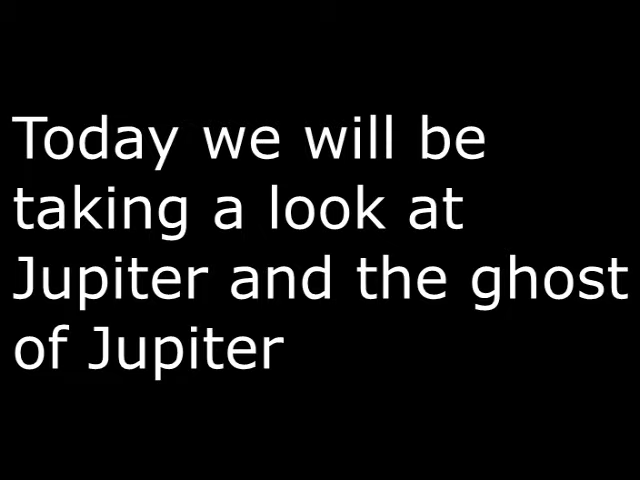 Today we will be
taking a look at
Jupiter and the ghost
of Jupiter